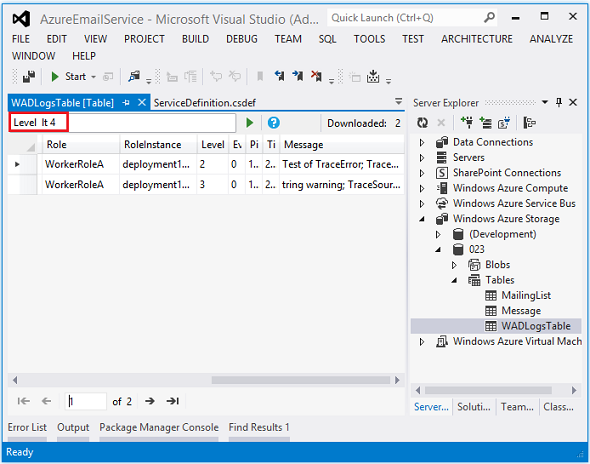 AzureEmailService - Microsoft Visual Studio (Ad...
Quick Launch (Ctrl+Q)
FILE EDIT VIEW PROJECT BUILD DEBUG TEAM SQL TOOLS TEST ARCHITECTURE ANALYZE
WINDOW HELP
Start
WADLogsTable [Table] ServiceDefinition.csdef
Level lt 4
Downloaded: 2
Role RoleInstance Level Ev Pi Ti Message
WorkerRoleA deployment1... 2 0 1... 2... Test of TraceError; Trace...
WorkerRoleA deployment1... 3 0 1... 2... tring warning; TraceSour...
1 of 2
Server Explorer
Data Connections
Servers
SharePoint Connections
Windows Azure Compute
Windows Azure Service Bus
Windows Azure Storage
(Development)
023
Blobs
Tables
MailingList
Message
WADLogsTable
Windows Azure Virtual Mach
Server... Soluti... Team... Class...
Error List Output Package Manager Console Find Results 1
Ready